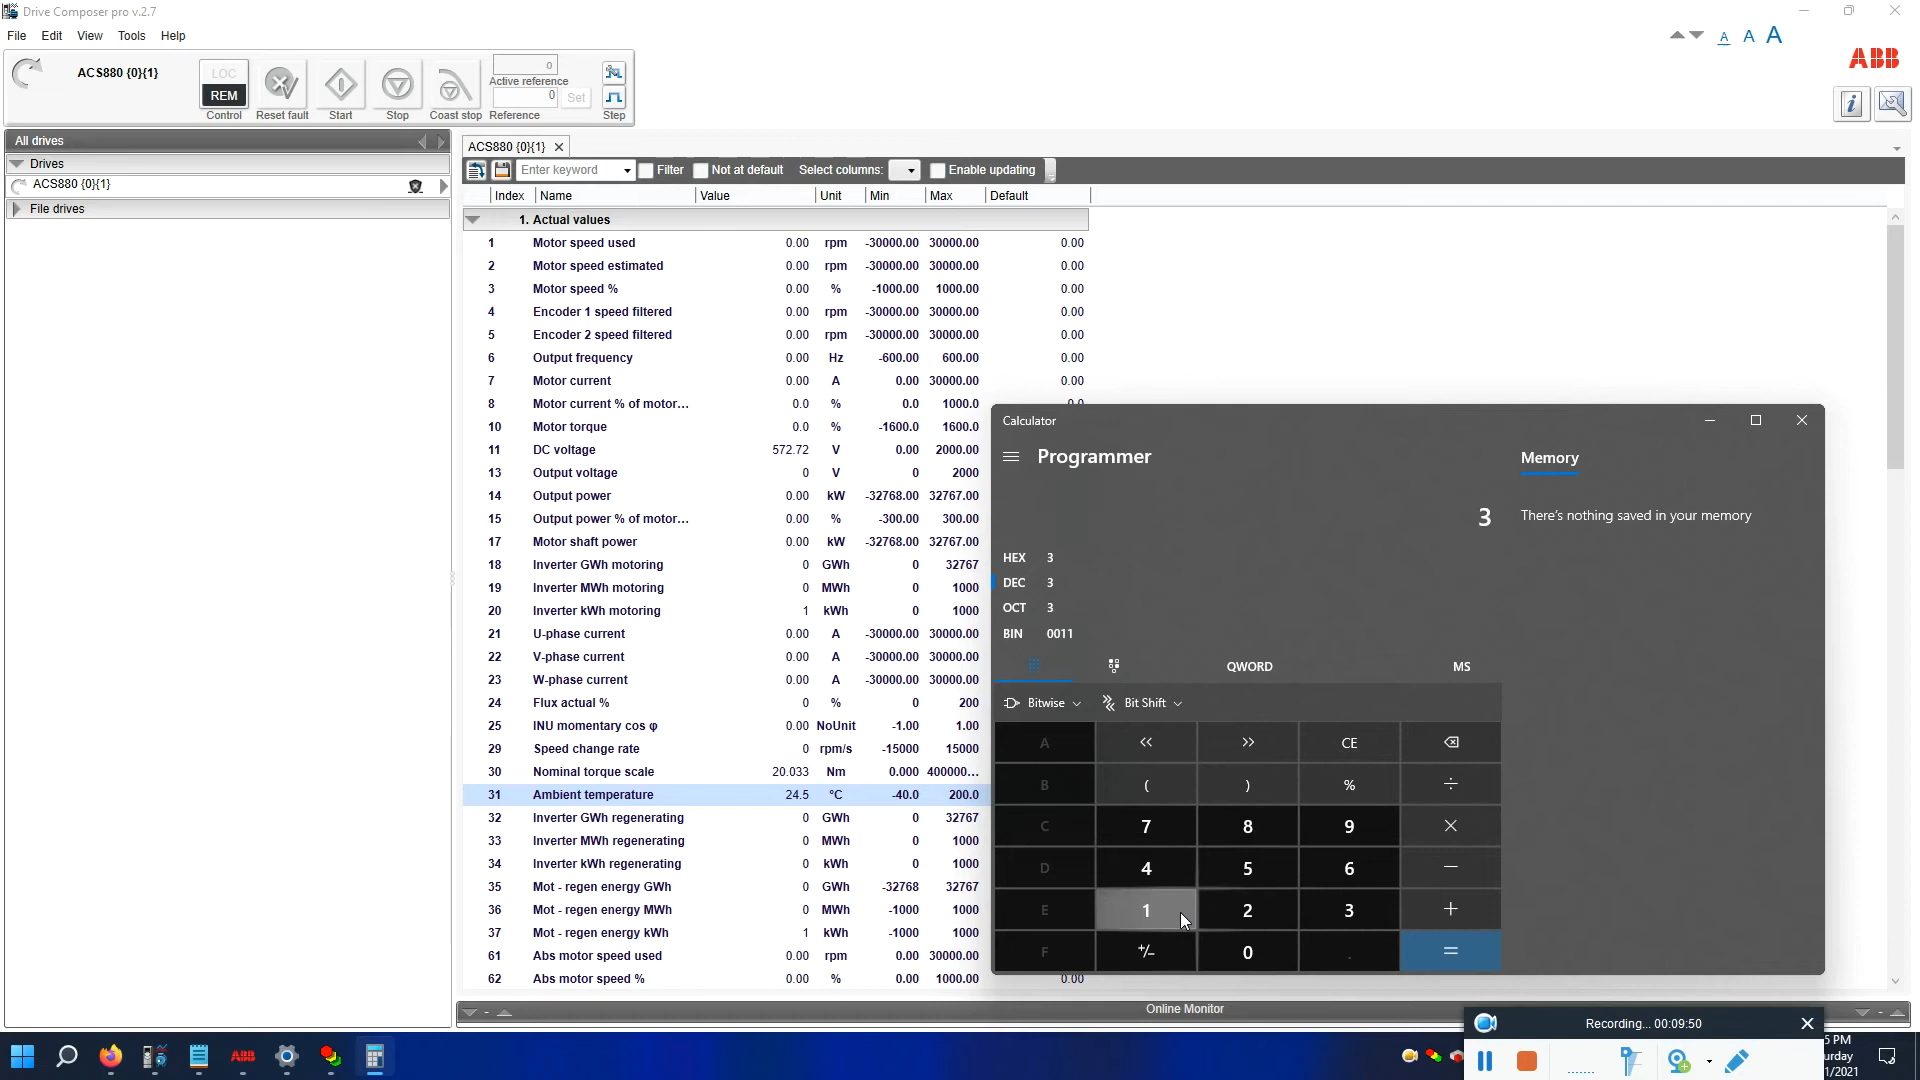 Drive Composer pro v.2.7
File Edit View Tools Help
A A A
ABB
ACS880 {0}{1}
LOC
REM
Control
Reset fault
Start
Stop
Coast stop
0
Active reference
0 Set
Reference
Step
All drives
Drives
ACS880 {0}{1}
File drives
ACS880 {0}{1}
Enter keyword Filter Not at default Select columns: Enable updating
Index Name Value Unit Min Max Default
1. Actual values
1 Motor speed used 0.00 rpm -30000.00 30000.00 0.00
2 Motor speed estimated 0.00 rpm -30000.00 30000.00 0.00
3 Motor speed % 0.00 % -1000.00 1000.00 0.00
4 Encoder 1 speed filtered 0.00 rpm -30000.00 30000.00 0.00
5 Encoder 2 speed filtered 0.00 rpm -30000.00 30000.00 0.00
6 Output frequency 0.00 Hz -600.00 600.00 0.00
7 Motor current 0.00 A 0.00 30000.00 0.00
8 Motor current % of motor... 0.0 % 0.0 1000.0 0.0
10 Motor torque 0.0 % -1600.0 1600.0
11 DC voltage 572.72 V 0.00 2000.00
13 Output voltage 0 V 0 2000
14 Output power 0.00 kW -32768.00 32767.00
15 Output power % of motor... 0.00 % -300.00 300.00
17 Motor shaft power 0.00 kW -32768.00 32767.00
18 Inverter GWh motoring 0 GWh 0 32767
19 Inverter MWh motoring 0 MWh 0 1000
20 Inverter kWh motoring 1 kWh 0 1000
21 U-phase current 0.00 A -30000.00 30000.00
22 V-phase current 0.00 A -30000.00 30000.00
23 W-phase current 0.00 A -30000.00 30000.00
24 Flux actual % 0 % 0 200
25 INU momentary cos φ 0.00 NoUnit -1.00 1.00
29 Speed change rate 0 rpm/s -15000 15000
30 Nominal torque scale 20.033 Nm 0.000 400000...
31 Ambient temperature 24.5 °C -40.0 200.0
32 Inverter GWh regenerating 0 GWh 0 32767
33 Inverter MWh regenerating 0 MWh 0 1000
34 Inverter kWh regenerating 0 kWh 0 1000
35 Mot - regen energy GWh 0 GWh -32768 32767
36 Mot - regen energy MWh 0 MWh -1000 1000
37 Mot - regen energy kWh 1 kWh -1000 1000
61 Abs motor speed used 0.00 rpm 0.00 30000.00
62 Abs motor speed % 0.00 % 0.00 1000.00 0.00
Calculator
Programmer
Memory
3
There's nothing saved in your memory
HEX 3
DEC 3
OCT 3
BIN 0011
QWORD MS
Bitwise Bit Shift
A << >> CE
B ( ) % ÷
C 7 8 9 ×
D 4 5 6 −
E 1 2 3 +
F +/− 0 . =
Online Monitor
Recording... 00:09:50
ABB
5 PM
urday
1/2021